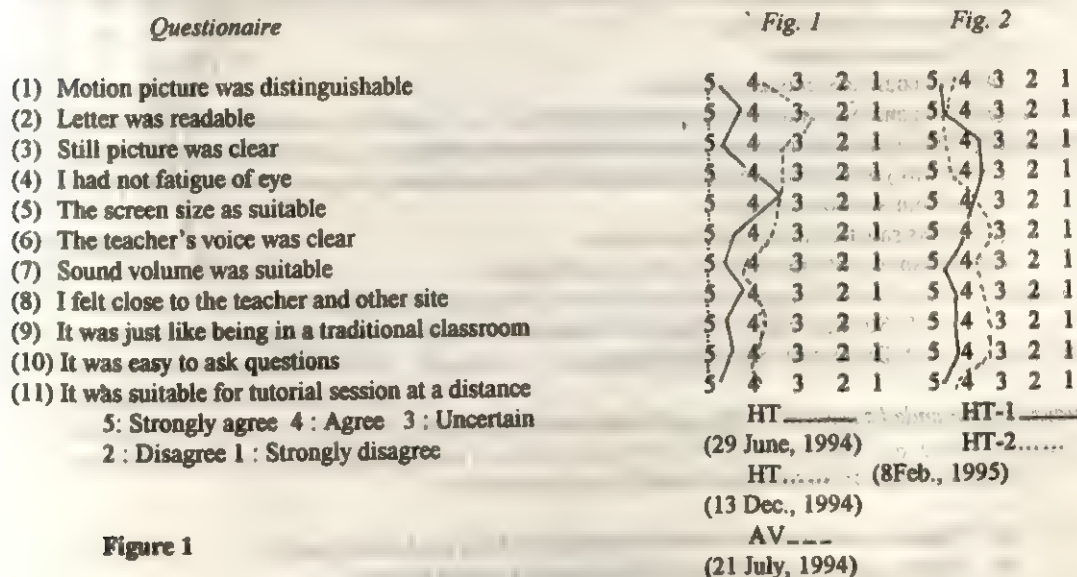 Questionaire Fig. 1 Fig. 2
(1) Motion picture was distinguishable 5 4 3 2 1 5 4 3 2 1
(2) Letter was readable 5 4 3 2 1 5 4 3 2 1
(3) Still picture was clear 5 4 3 2 1 5 4 3 2 1
(4) I had not fatigue of eye 5 4 3 2 1 5 4 3 2 1
(5) The screen size as suitable 5 4 3 2 1 5 4 3 2 1
(6) The teacher's voice was clear 5 4 3 2 1 5 4 3 2 1
(7) Sound volume was suitable 5 4 3 2 1 5 4 3 2 1
(8) I felt close to the teacher and other site 5 4 3 2 1 5 4 3 2 1
(9) It was just like being in a traditional classroom 5 4 3 2 1 5 4 3 2 1
(10) It was easy to ask questions 5 4 3 2 1 5 4 3 2 1
(11) It was suitable for tutorial session at a distance 5 4 3 2 1 5 4 3 2 1
5: Strongly agree 4 : Agree 3 : Uncertain HT HT-1
2 : Disagree 1 : Strongly disagree (29 June, 1994) HT-2......
HT...... (8Feb., 1995)
(13 Dec., 1994)
Figure 1 AV---
(21 July, 1994)